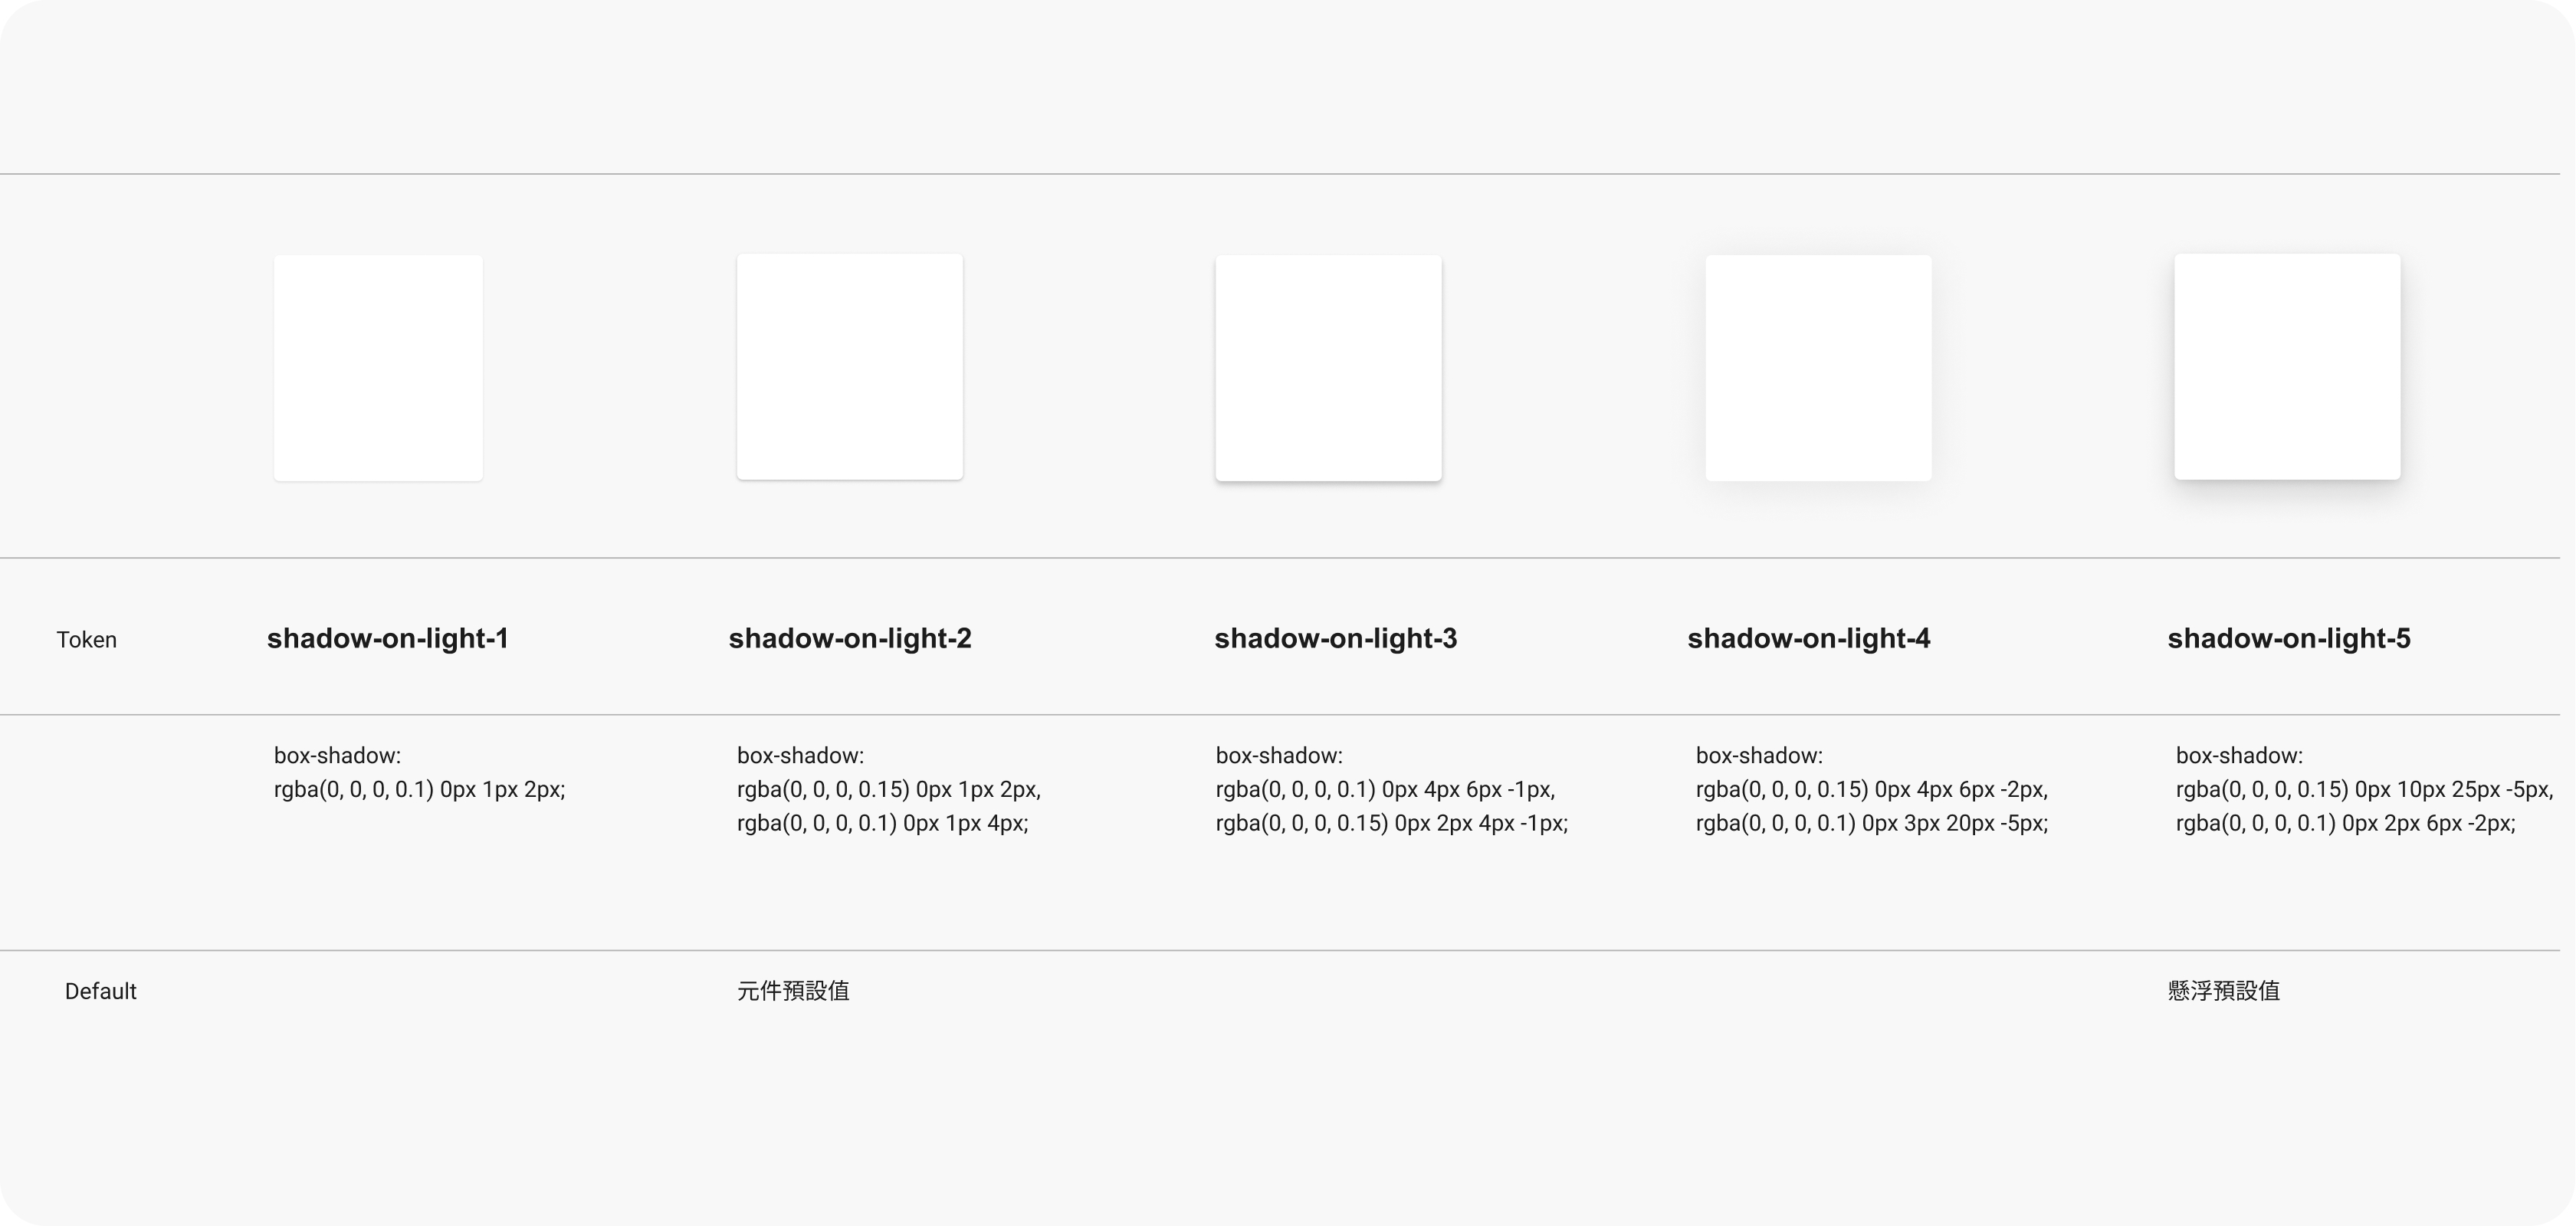 Token
shadow-on-light-1
shadow-on-light-2
shadow-on-light-3
shadow-on-light-4
shadow-on-light-5
box-shadow:
rgba(0, 0, 0, 0.1) 0px 1px 2px;
box-shadow:
rgba(0, 0, 0, 0.15) 0px 1px 2px,
rgba(0, 0, 0, 0.1) 0px 1px 4px;
box-shadow:
rgba(0, 0, 0, 0.1) 0px 4px 6px -1px,
rgba(0, 0, 0, 0.15) 0px 2px 4px -1px;
box-shadow:
rgba(0, 0, 0, 0.15) 0px 4px 6px -2px,
rgba(0, 0, 0, 0.1) 0px 3px 20px -5px;
box-shadow:
rgba(0, 0, 0, 0.15) 0px 10px 25px -5px,
rgba(0, 0, 0, 0.1) 0px 2px 6px -2px;
Default
元件預設值
懸浮預設值